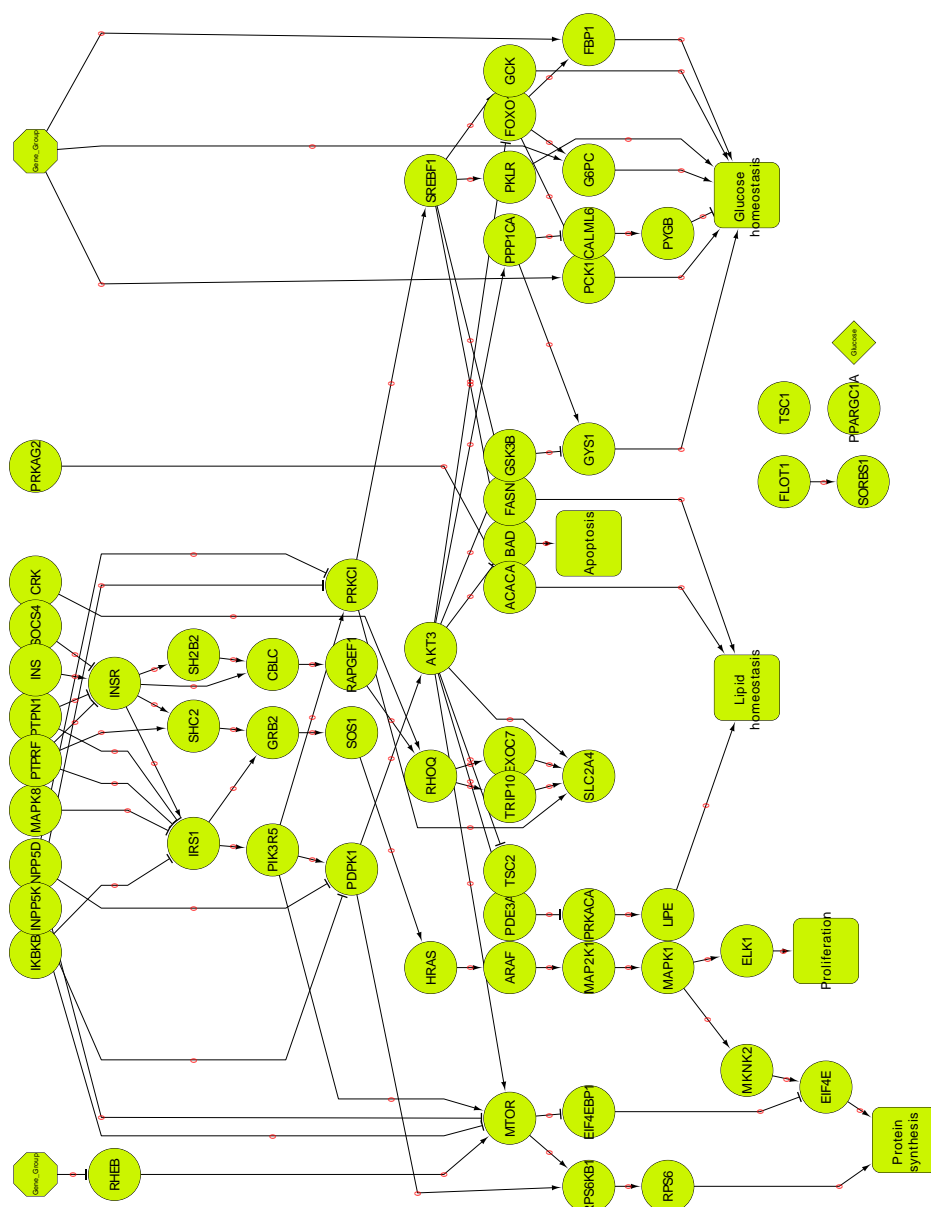 FBP1
GCK
FOXO
Gene_Group
PKLR
G6PC
SREBF1
Glucose
homeostasis
PPP1CA
CALML6
PYGB
PCK1
Glucose
TSC1
PPARGC1A
PRKAG2
GSK3B
GYS1
FLOT1
SORBS1
FASN
BAD
Apoptosis
ACACA
CRK
SOCS4
INS
PTPN1
PTPRF
MAPK8
NPP5D
INPP5K
IKBKB
INSR
SH2B2
SHC2
CBLC
GRB2
PRKCI
RAPGEF1
SOS1
AKT3
IRS1
PIK3R5
PDPK1
RHOQ
EXOC7
TRIP10
SLC2A4
Lipid
homeostasis
TSC2
PDE3A
PRKACA
LIPE
HRAS
ARAF
MAP2K1
MAPK1
ELK1
Proliferation
MKNK2
EIF4E
MTOR
EIF4EBP1
Protein
synthesis
Gene_Group
RHEB
RPS6KB1
RPS6